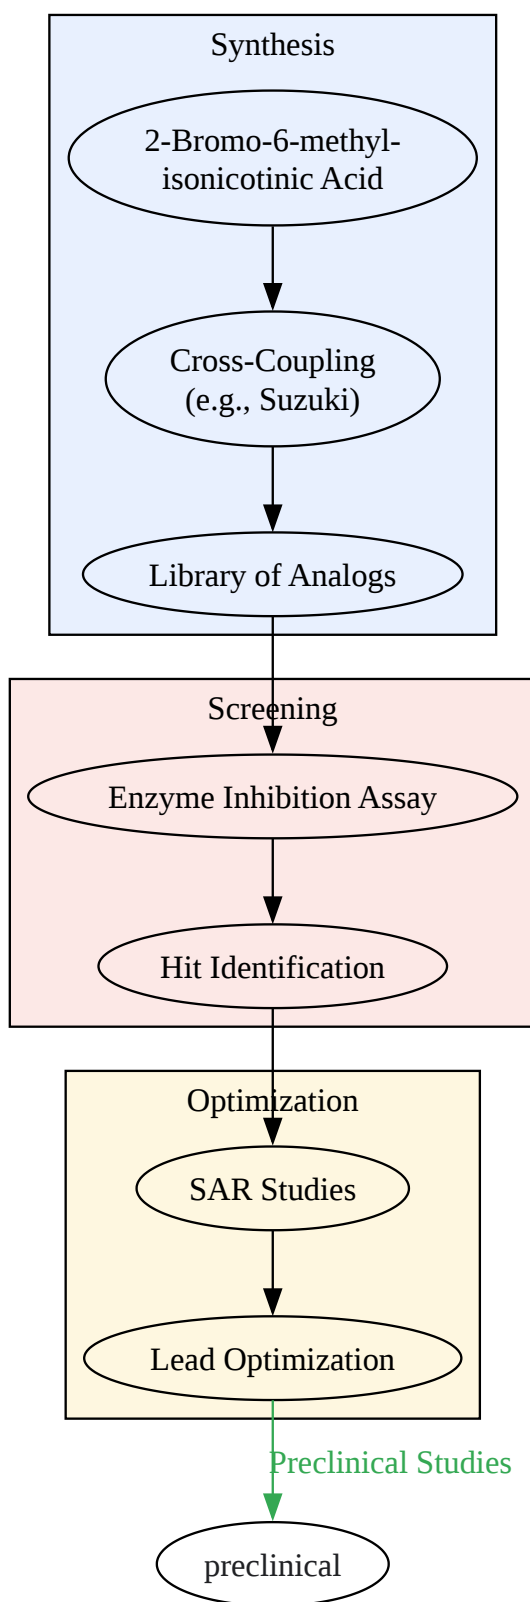 Synthesis
2-Bromo-6-methyl-
isonicotinic Acid
Cross-Coupling
(e.g., Suzuki)
Library of Analogs
Screening
Enzyme Inhibition Assay
Hit Identification
Optimization
SAR Studies
Lead Optimization
Preclinical Studies
preclinical